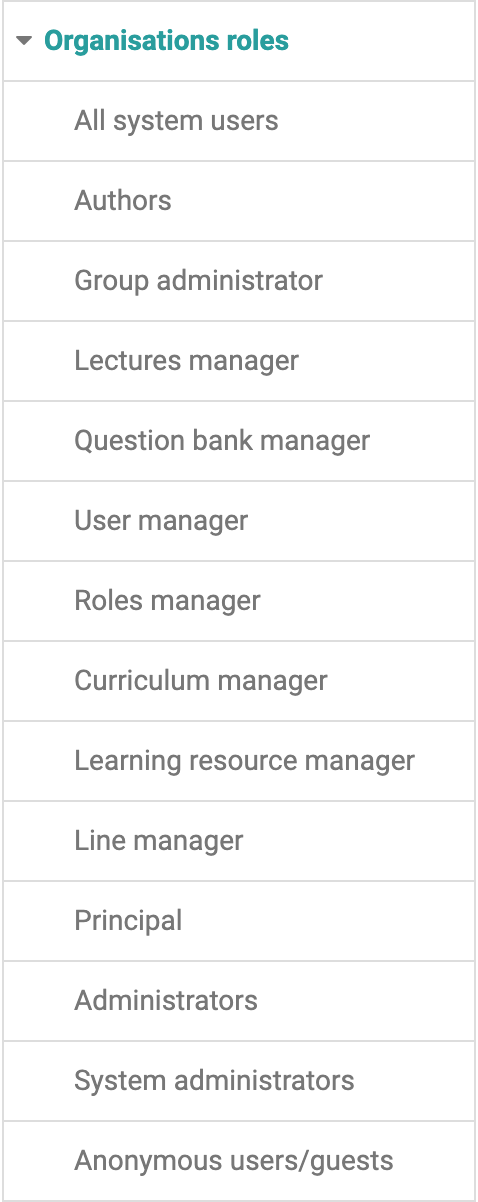 Organisations roles
All system users
Authors
Group administrator
Lectures manager
Question bank manager
User manager
Roles manager
Curriculum manager
Learning resource manager
Line manager
Principal
Administrators
System administrators
Anonymous users/guests